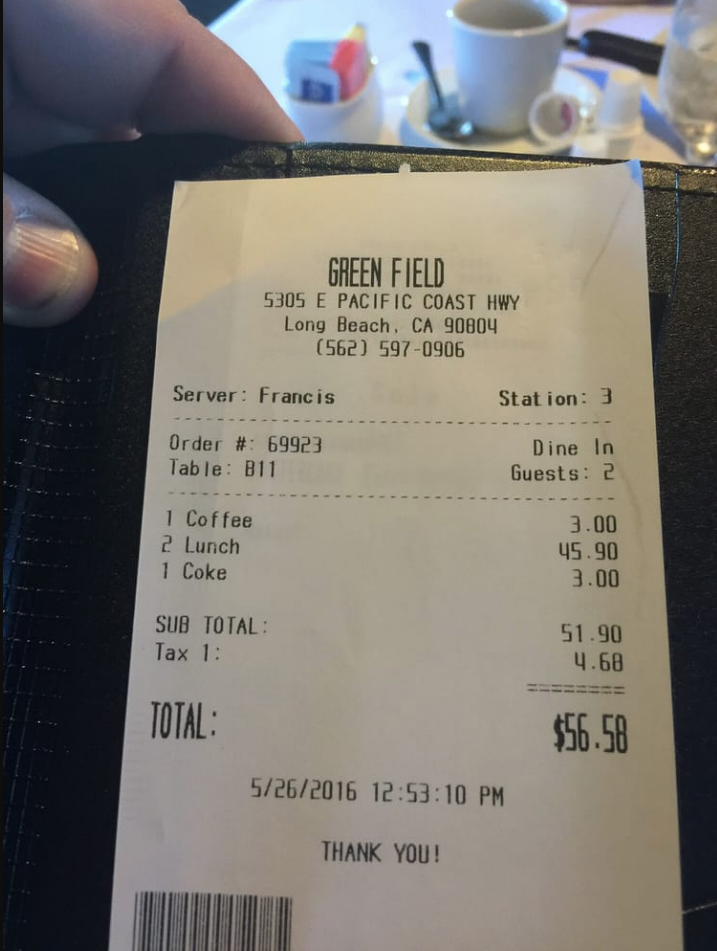 GREEN FIELD
5305 E PACIFIC COAST HWY
Long Beach, CA 90804
(562) 597-0906
Server: Francis Station: 3
Order #: 69923 Dine In
Table: B11 Guests: 2
1 Coffee 3.00
2 Lunch 45.90
1 Coke 3.00
SUB TOTAL: 51.90
Tax 1: 4.68
TOTAL: $56.58
5/26/2016 12:53:10 PM
THANK YOU!